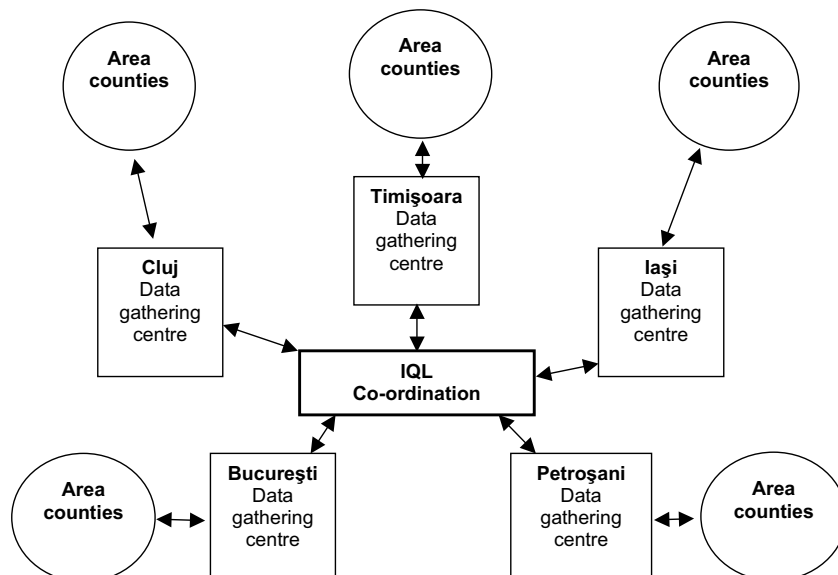 Area
counties
Area
counties
Area
counties
Timişoara
Data
gathering
centre
Cluj
Data
gathering
centre
Iaşi
Data
gathering
centre
IQL
Co-ordination
Area
counties
Bucureşti
Data
gathering
centre
Petroşani
Data
gathering
centre
Area
counties